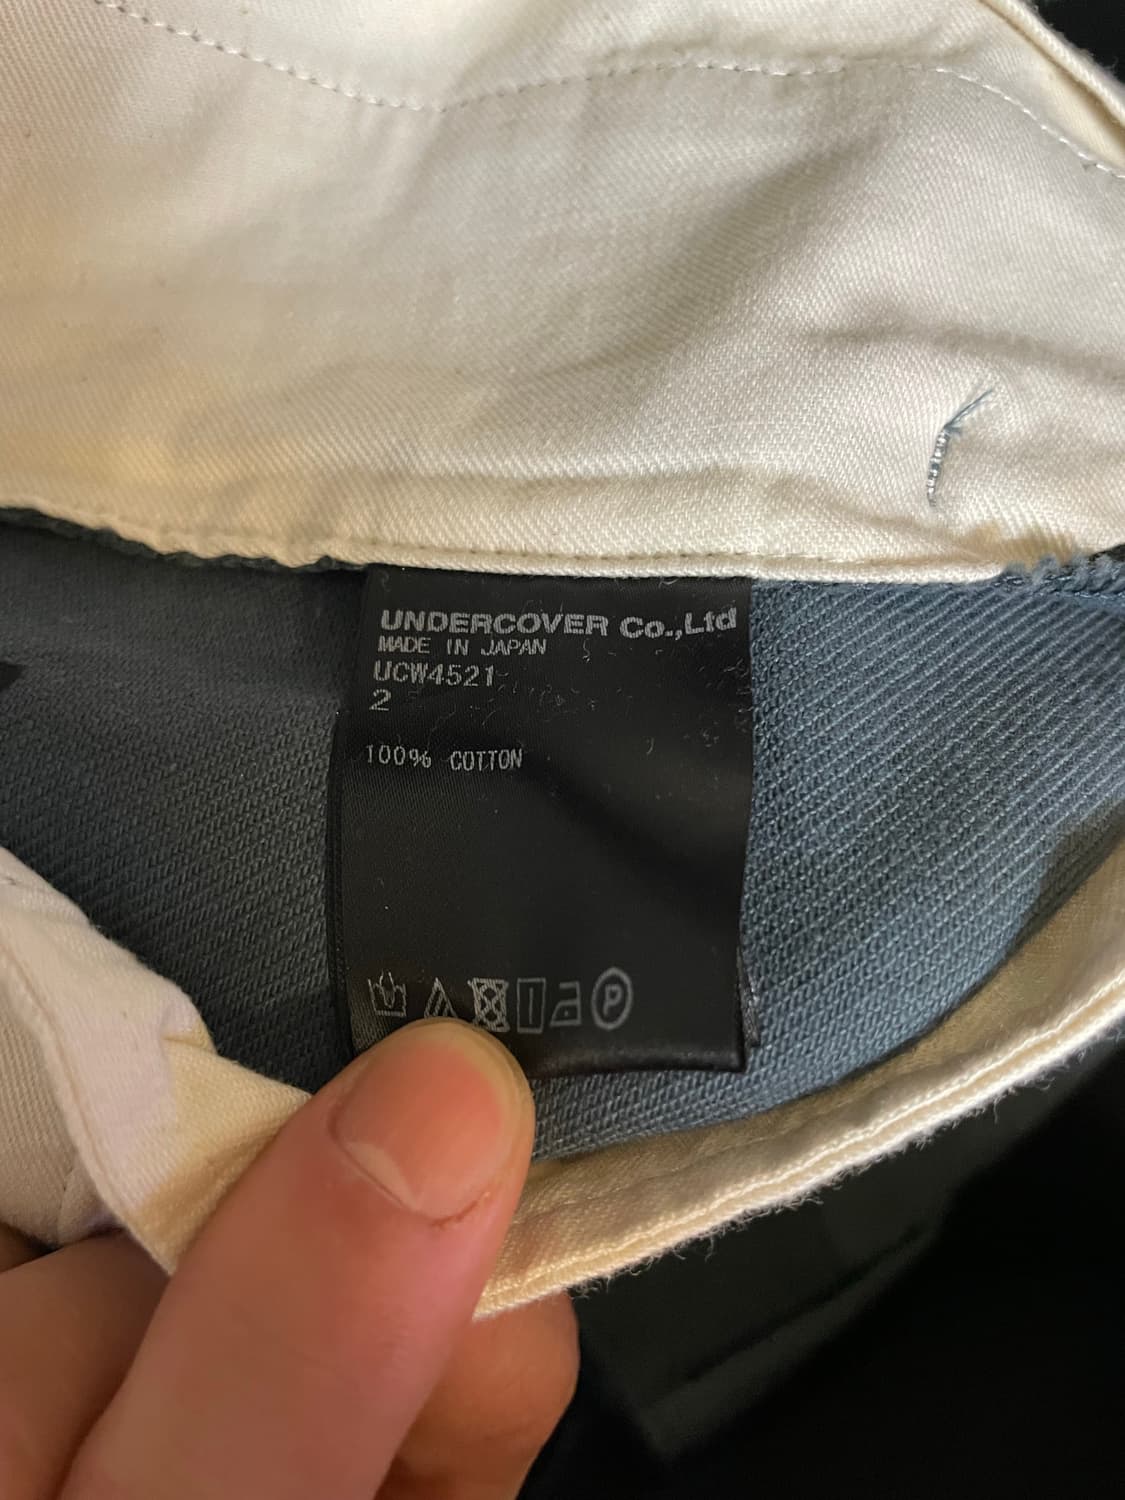 UNDERCOVER Co.,Ltd
MADE IN JAPAN
UCW4521
2
100% COTTON
P